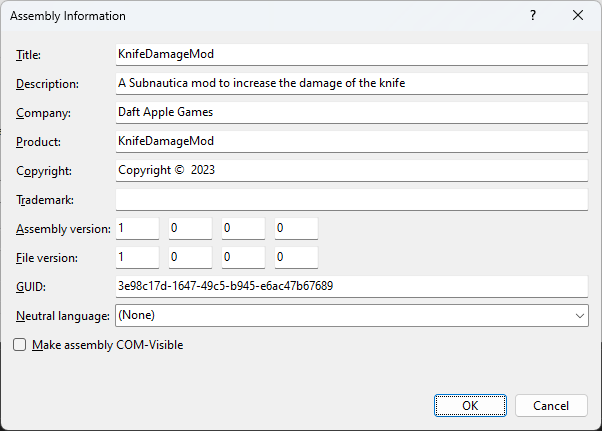 Assembly Information ?
Title: KnifeDamageMod
Description: A Subnautica mod to increase the damage of the knife
Company: Daft Apple Games
Product: KnifeDamageMod
Copyright: Copyright ©  2023
Trademark:
Assembly version: 1 0 0 0
File version: 1 0 0 0
GUID: 3e98c17d-1647-49c5-b945-e6ac47b67689
Neutral language: (None)
Make assembly COM-Visible
OK Cancel